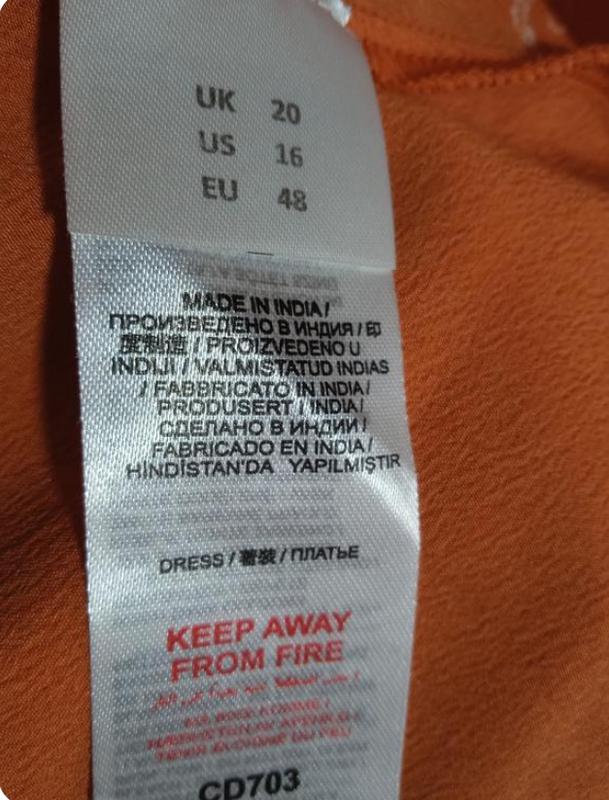 UK 20
US 16
EU 48
MADE IN INDIA /
ПРОИЗВЕДЕНО В ИНДИЯ / 印
度制造 / PROIZVEDENO U
INDIJI / VALMISTATUD INDIAS
/ FABBRICATO IN INDIA /
PRODUSERT I INDIA /
СДЕЛАНО В ИНДИИ /
FABRICADO EN INDIA /
HİNDİSTAN'DA YAPILMIŞTIR
DRESS / 著装 / ПЛАТЬЕ
KEEP AWAY
FROM FIRE
CD703